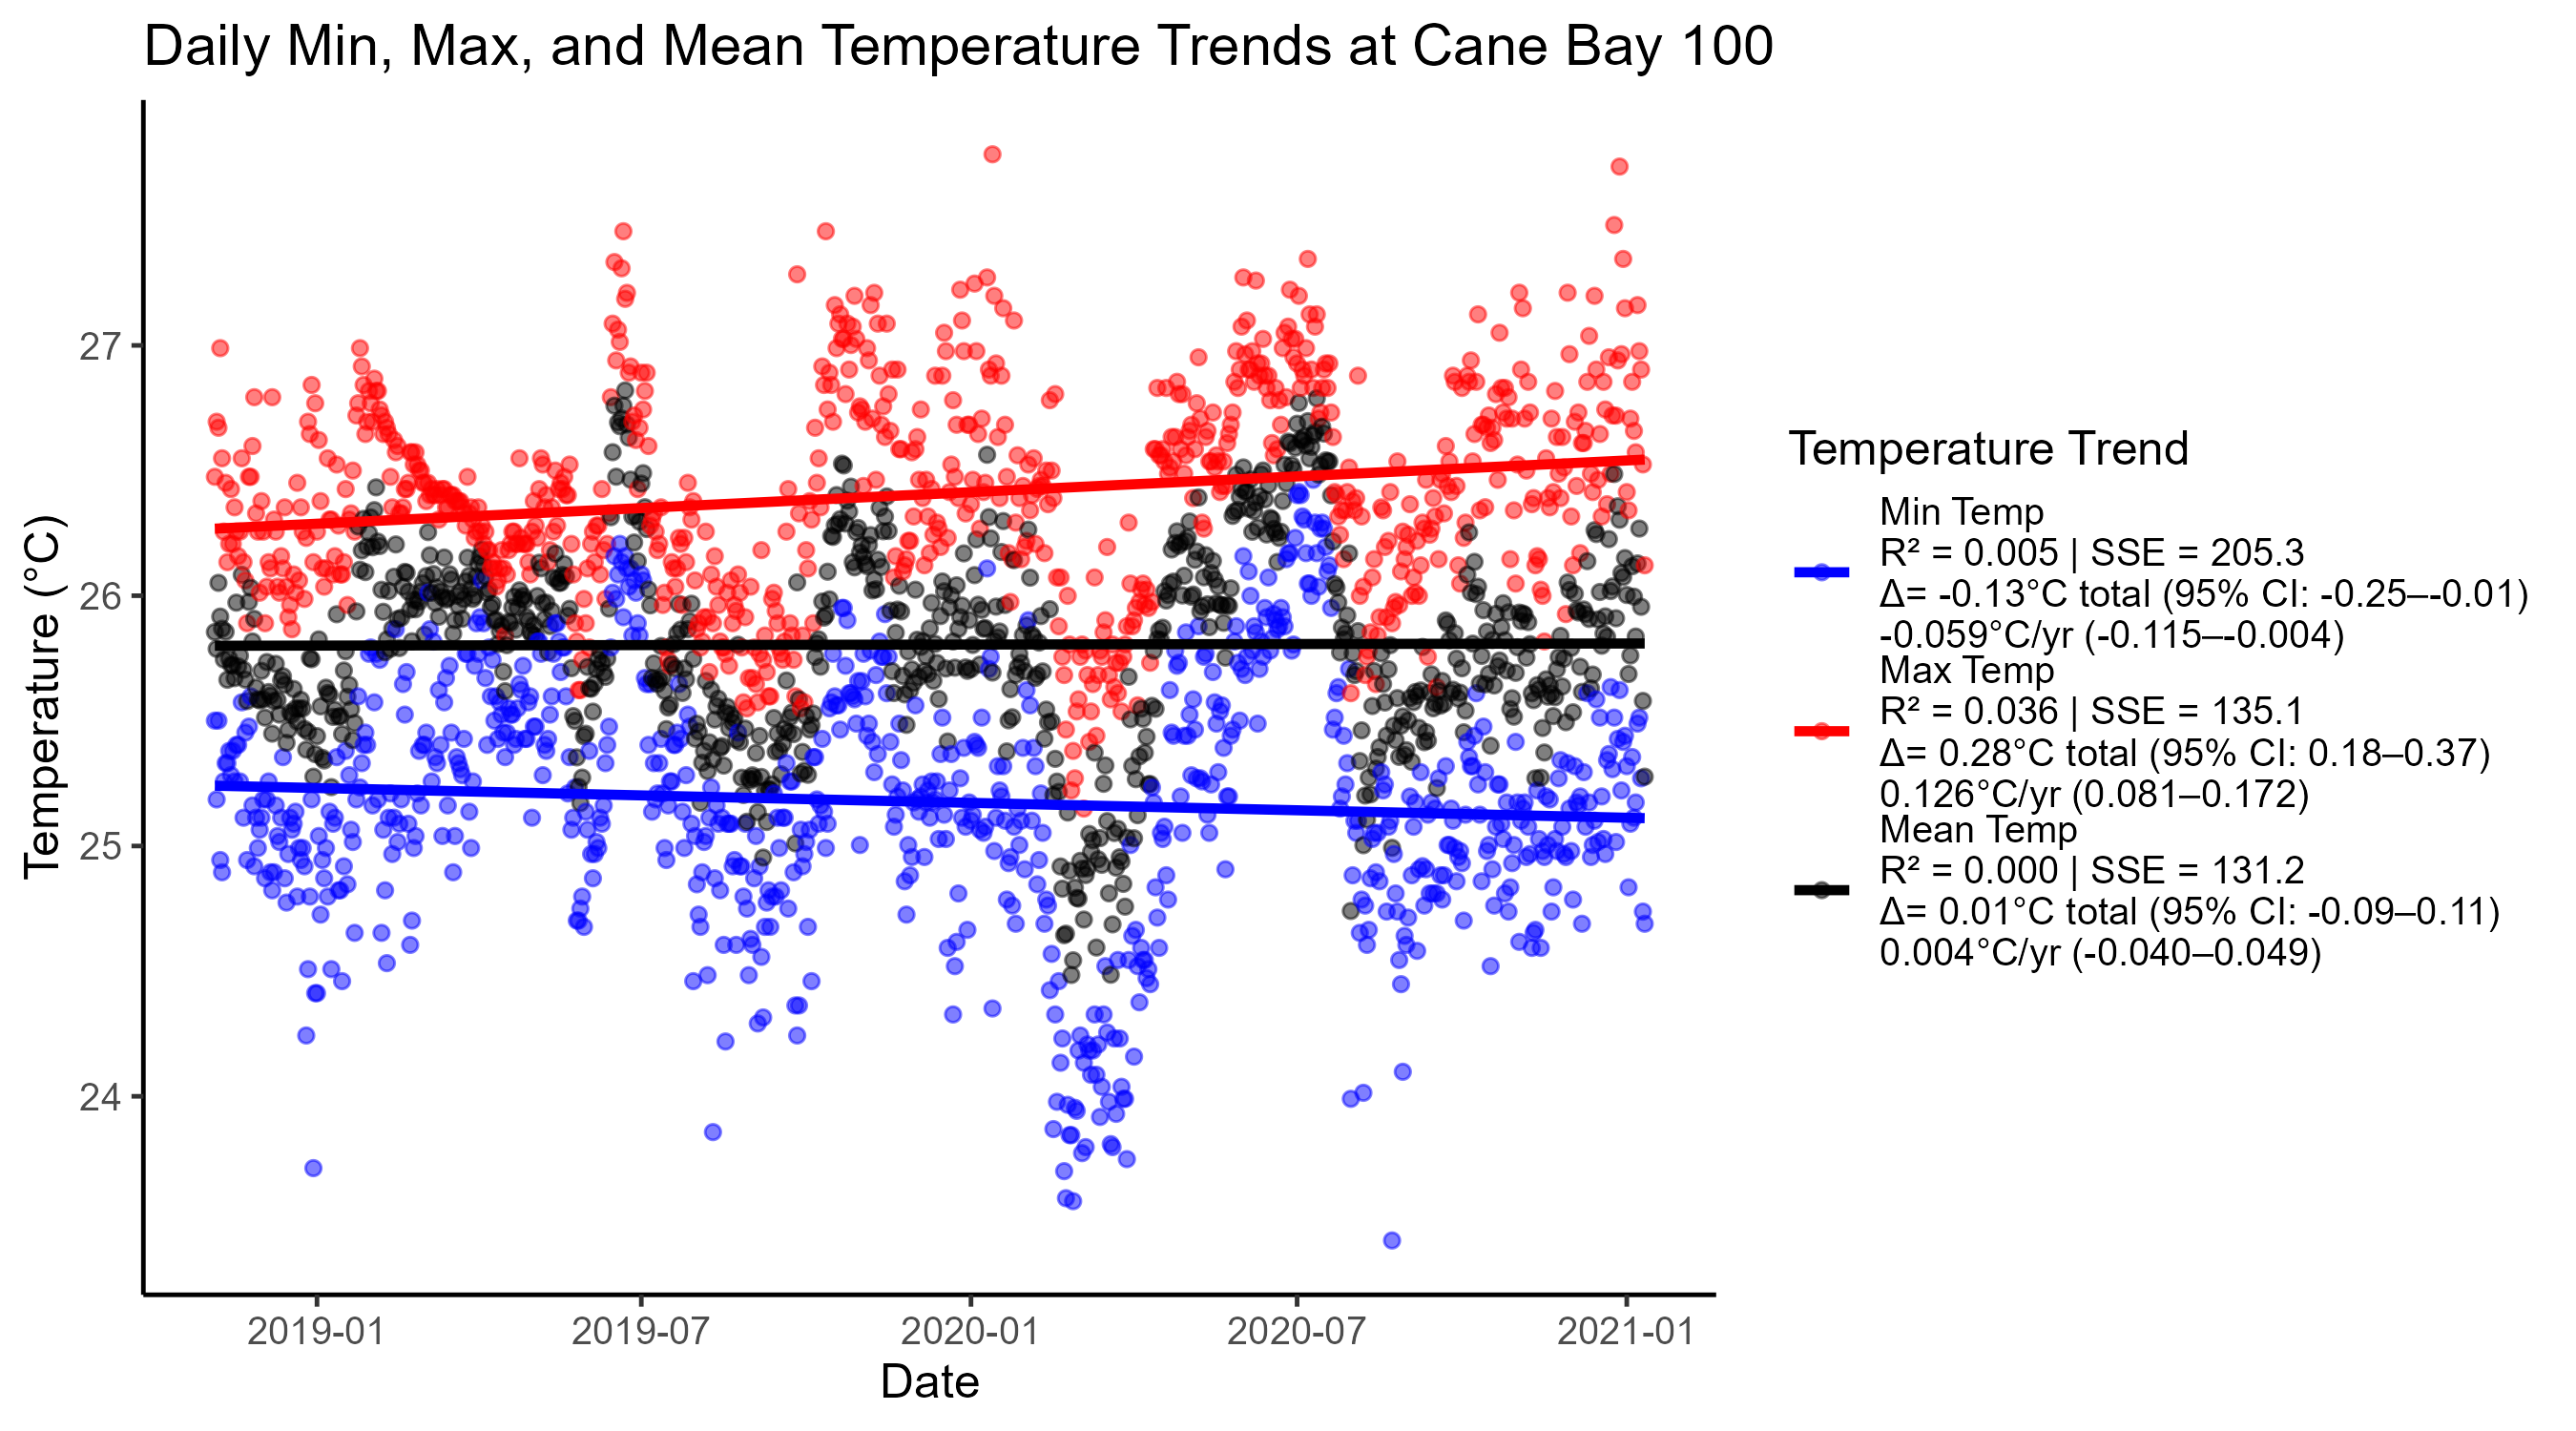 Daily Min, Max, and Mean Temperature Trends at Cane Bay 100
Temperature (°C)
27
26
25
24
2019-01
2019-07
2020-01
2020-07
2021-01
Date
Temperature Trend
Min Temp
R² = 0.005 | SSE = 205.3
Δ= -0.13°C total (95% CI: -0.25–-0.01)
-0.059°C/yr (-0.115–-0.004)
Max Temp
R² = 0.036 | SSE = 135.1
Δ= 0.28°C total (95% CI: 0.18–0.37)
0.126°C/yr (0.081–0.172)
Mean Temp
R² = 0.000 | SSE = 131.2
Δ= 0.01°C total (95% CI: -0.09–0.11)
0.004°C/yr (-0.040–0.049)